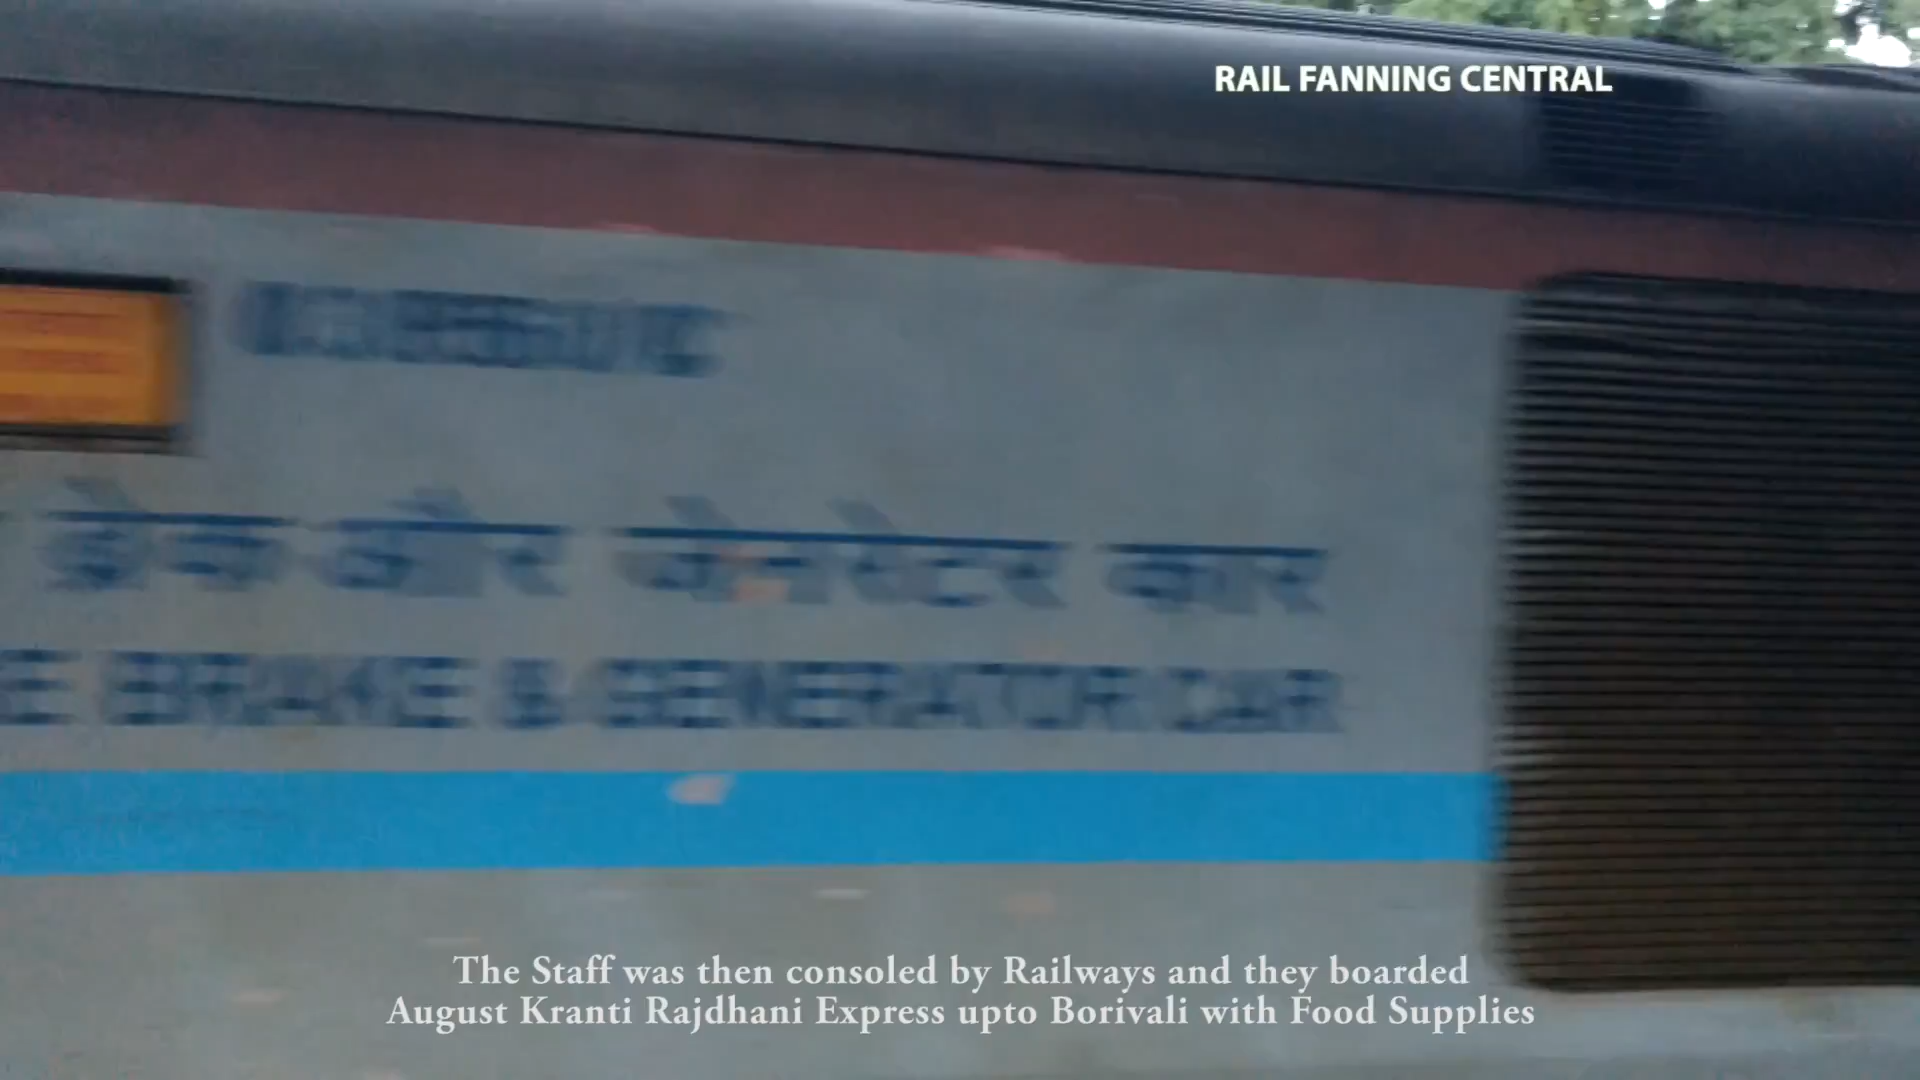 RAIL FANNING CENTRAL
ब्रेक और जेनरेटर कार
E BRAKE & GENERATOR CAR
The Staff was then consoled by Railways and they boarded
August Kranti Rajdhani Express upto Borivali with Food Supplies